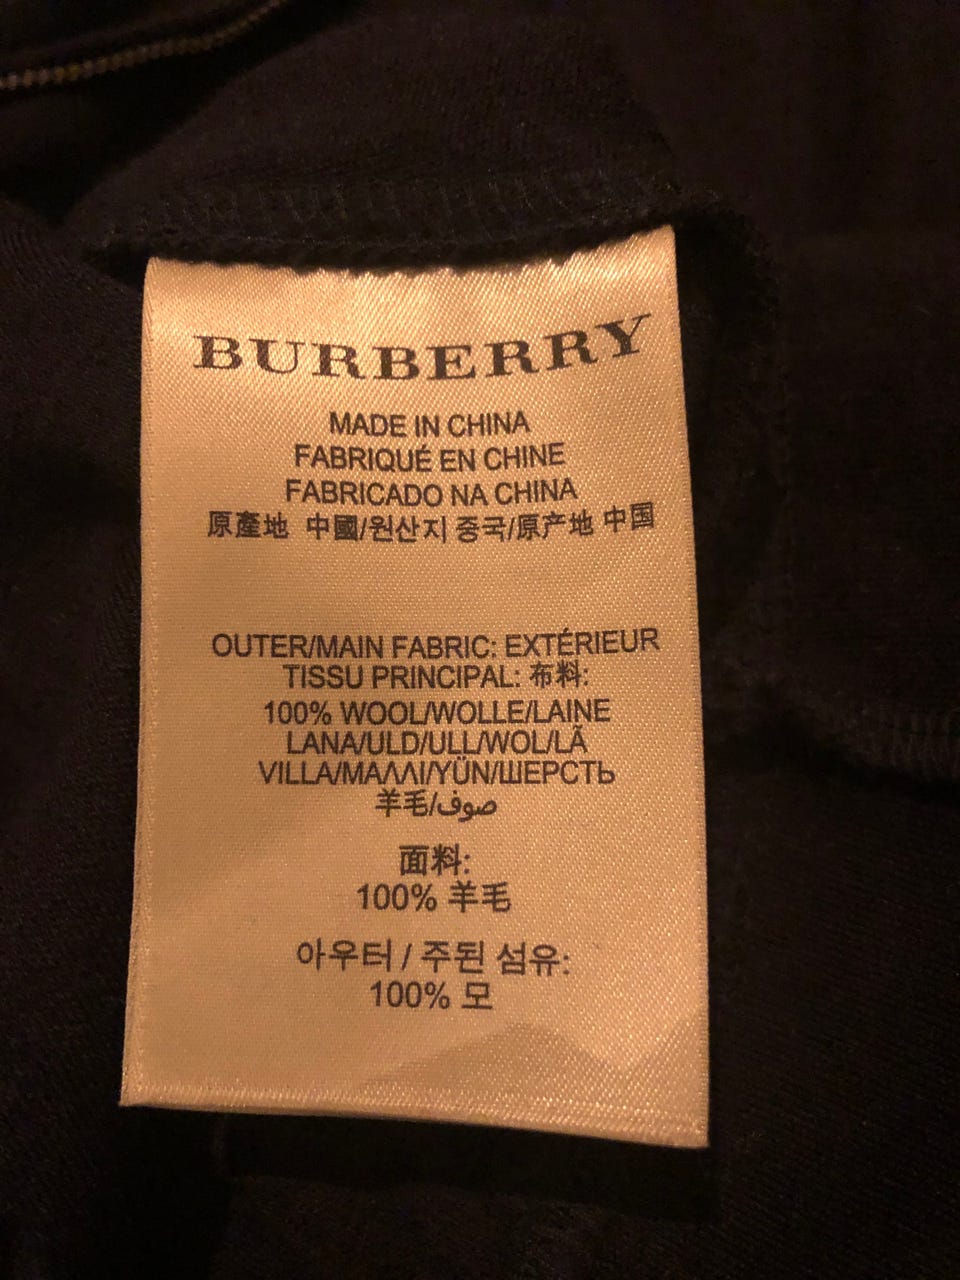 BURBERRY
MADE IN CHINA
FABRIQUÉ EN CHINE
FABRICADO NA CHINA
原產地 中國/원산지 중국/原产地 中国
OUTER/MAIN FABRIC: EXTÉRIEUR
TISSU PRINCIPAL: 布料:
100% WOOL/WOLLE/LAINE
LANA/ULD/ULL/WOL/LÃ
VILLA/ΜΑΛΛΙ/YÜN/ШЕРСТЬ
羊毛/صوف
面料:
100% 羊毛
아우터 / 주된 섬유:
100% 모